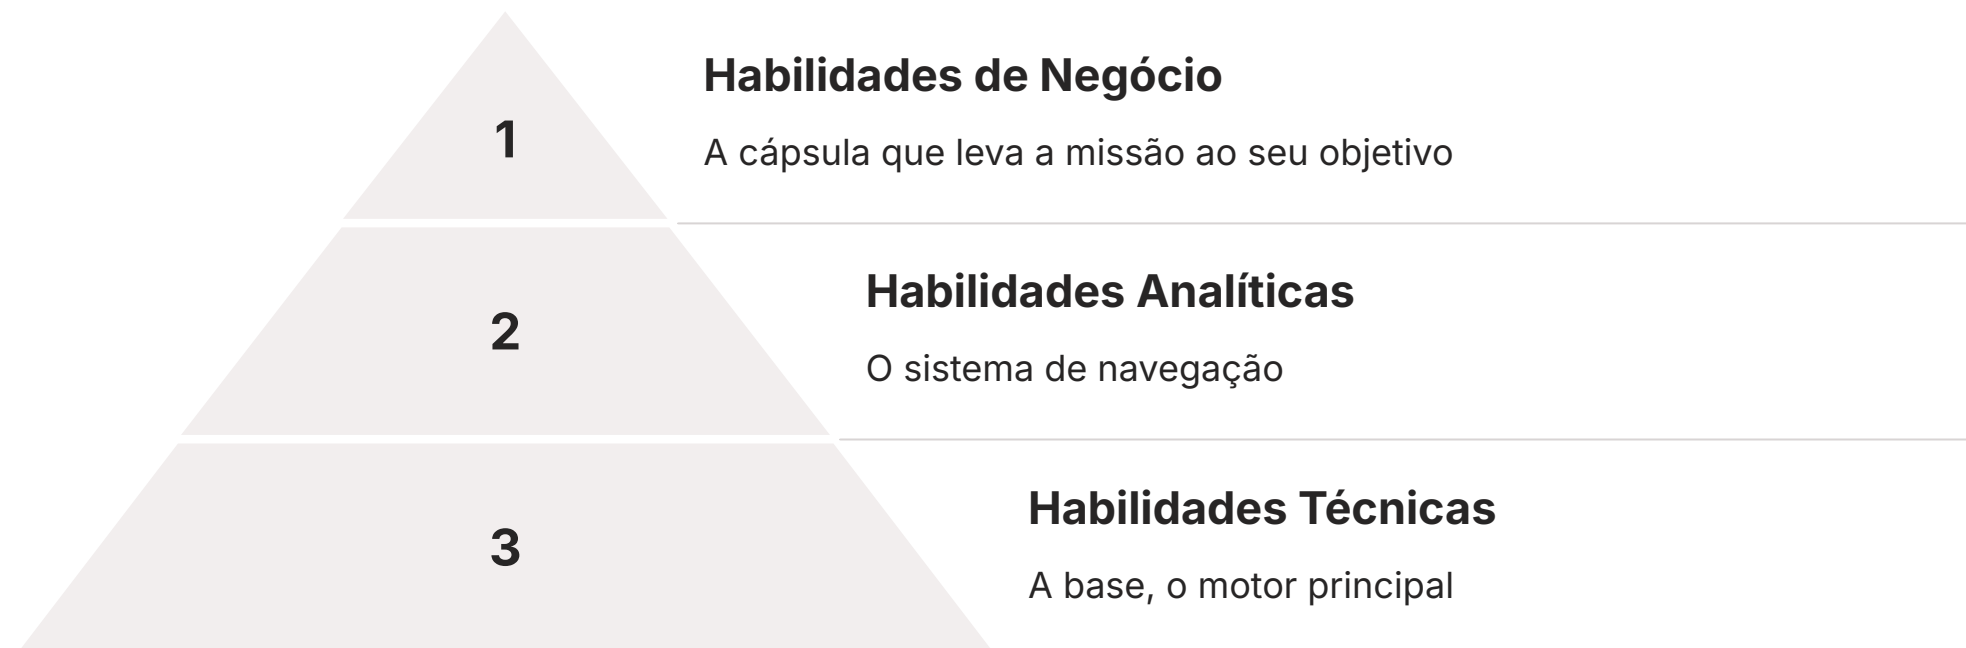 1
Habilidades de Negócio
A cápsula que leva a missão ao seu objetivo
2
Habilidades Analíticas
O sistema de navegação
3
Habilidades Técnicas
A base, o motor principal